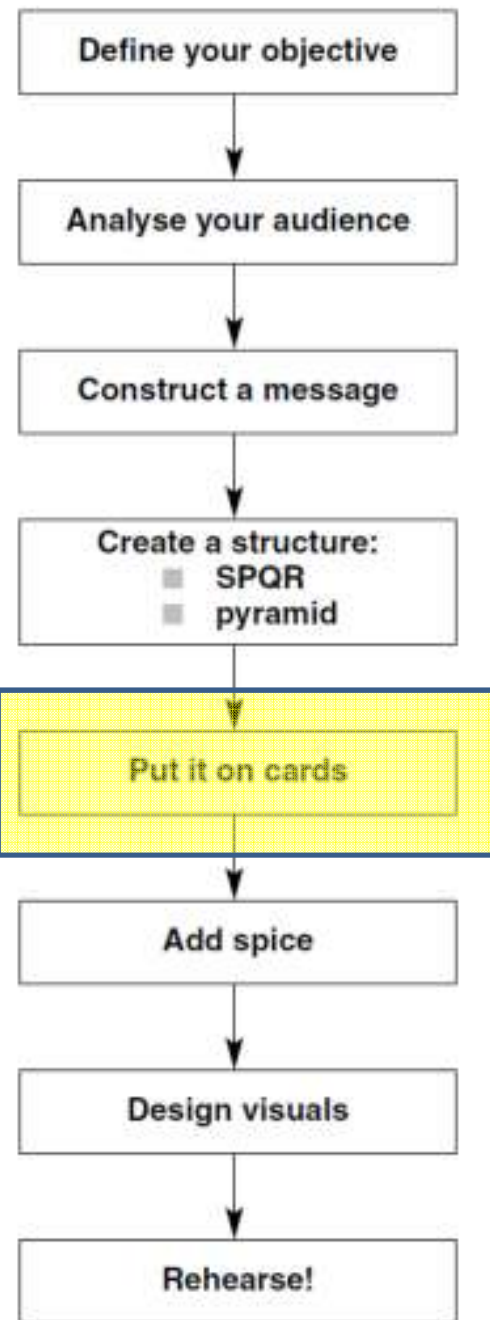 Define your objective
Analyse your audience
Construct a message
Create a structure:
SPQR
pyramid
Put it on cards
Add spice
Design visuals
Rehearse!